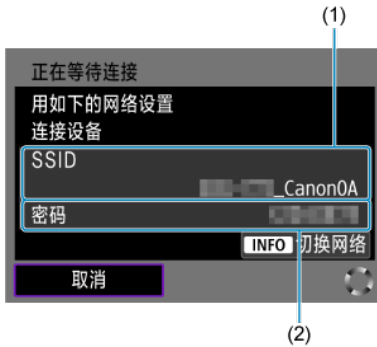 (1)
正在等待连接
用如下的网络设置
连接设备
SSID
_Canon0A
密码
INFO 切换网络
取消
(2)